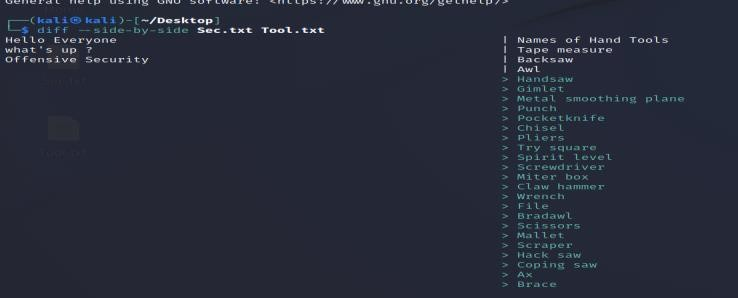 General help using GNU software: <https://www.gnu.org/gethelp/>
┌──(kali㉿kali)-[~/Desktop]
└─$ diff --side-by-side Sec.txt Tool.txt
Hello Everyone | Names of Hand Tools
what's up ? | Tape measure
Offensive Security | Backsaw
| Awl
> Handsaw
> Gimlet
> Metal smoothing plane
> Punch
> Pocketknife
> Chisel
> Pliers
> Try square
> Spirit level
> Screwdriver
> Miter box
> Claw hammer
> Wrench
> File
> Bradawl
> Scissors
> Mallet
> Scraper
> Hack saw
> Coping saw
> Ax
> Brace